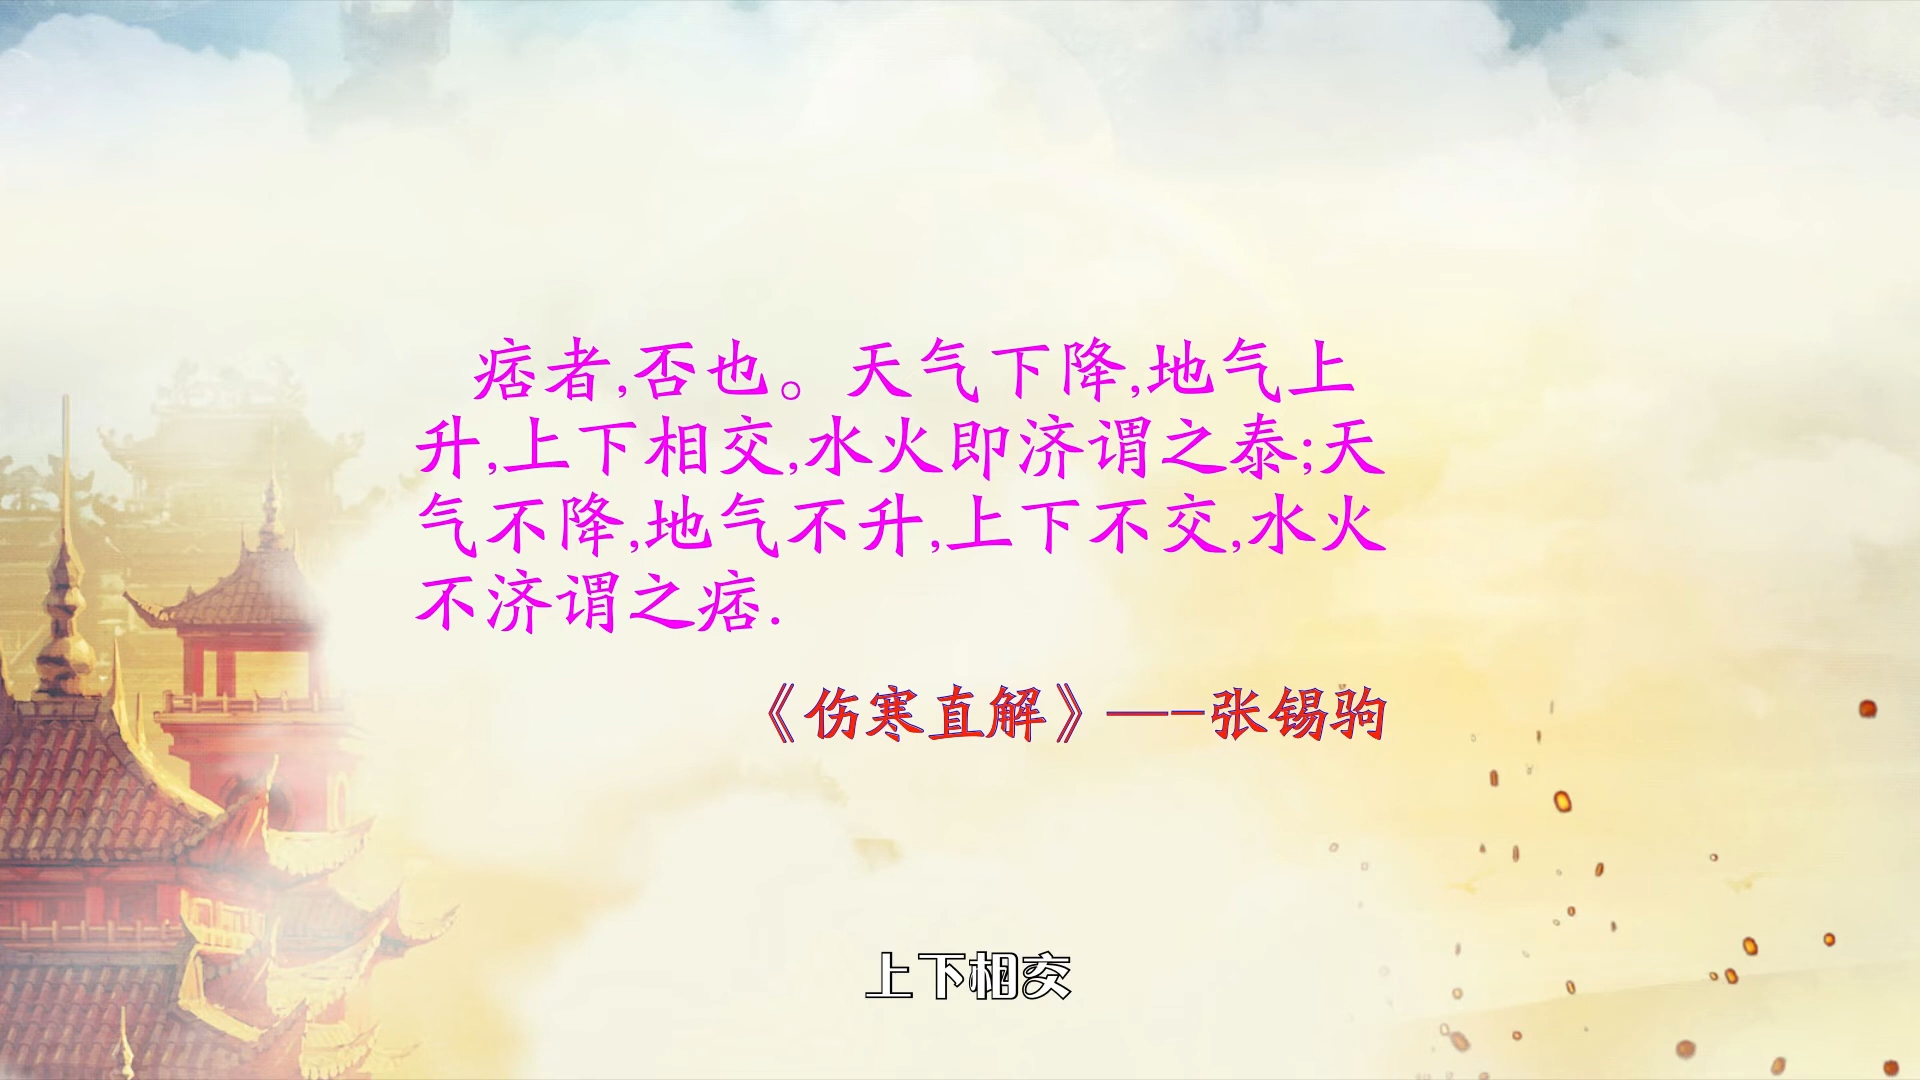 痞者,否也。天气下降,地气上
升,上下相交,水火即济谓之泰;天
气不降,地气不升,上下不交,水火
不济谓之痞.
《伤寒直解》—-张锡驹
上下相交